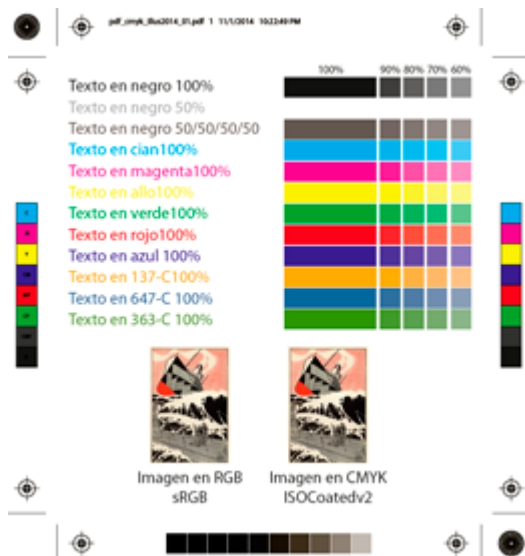 pdf_cmyk_illus2014_01.pdf 1 11/1/2014 10:22:49 PM
100% 90% 80% 70% 60%
Texto en negro 100%
Texto en negro 50%
Texto en negro 50/50/50/50
Texto en cian100%
Texto en magenta100%
Texto en allo100%
Texto en verde100%
Texto en rojo100%
Texto en azul 100%
Texto en 137-C100%
Texto en 647-C 100%
Texto en 363-C 100%
Imagen en RGB
sRGB
Imagen en CMYK
ISOCoatedv2